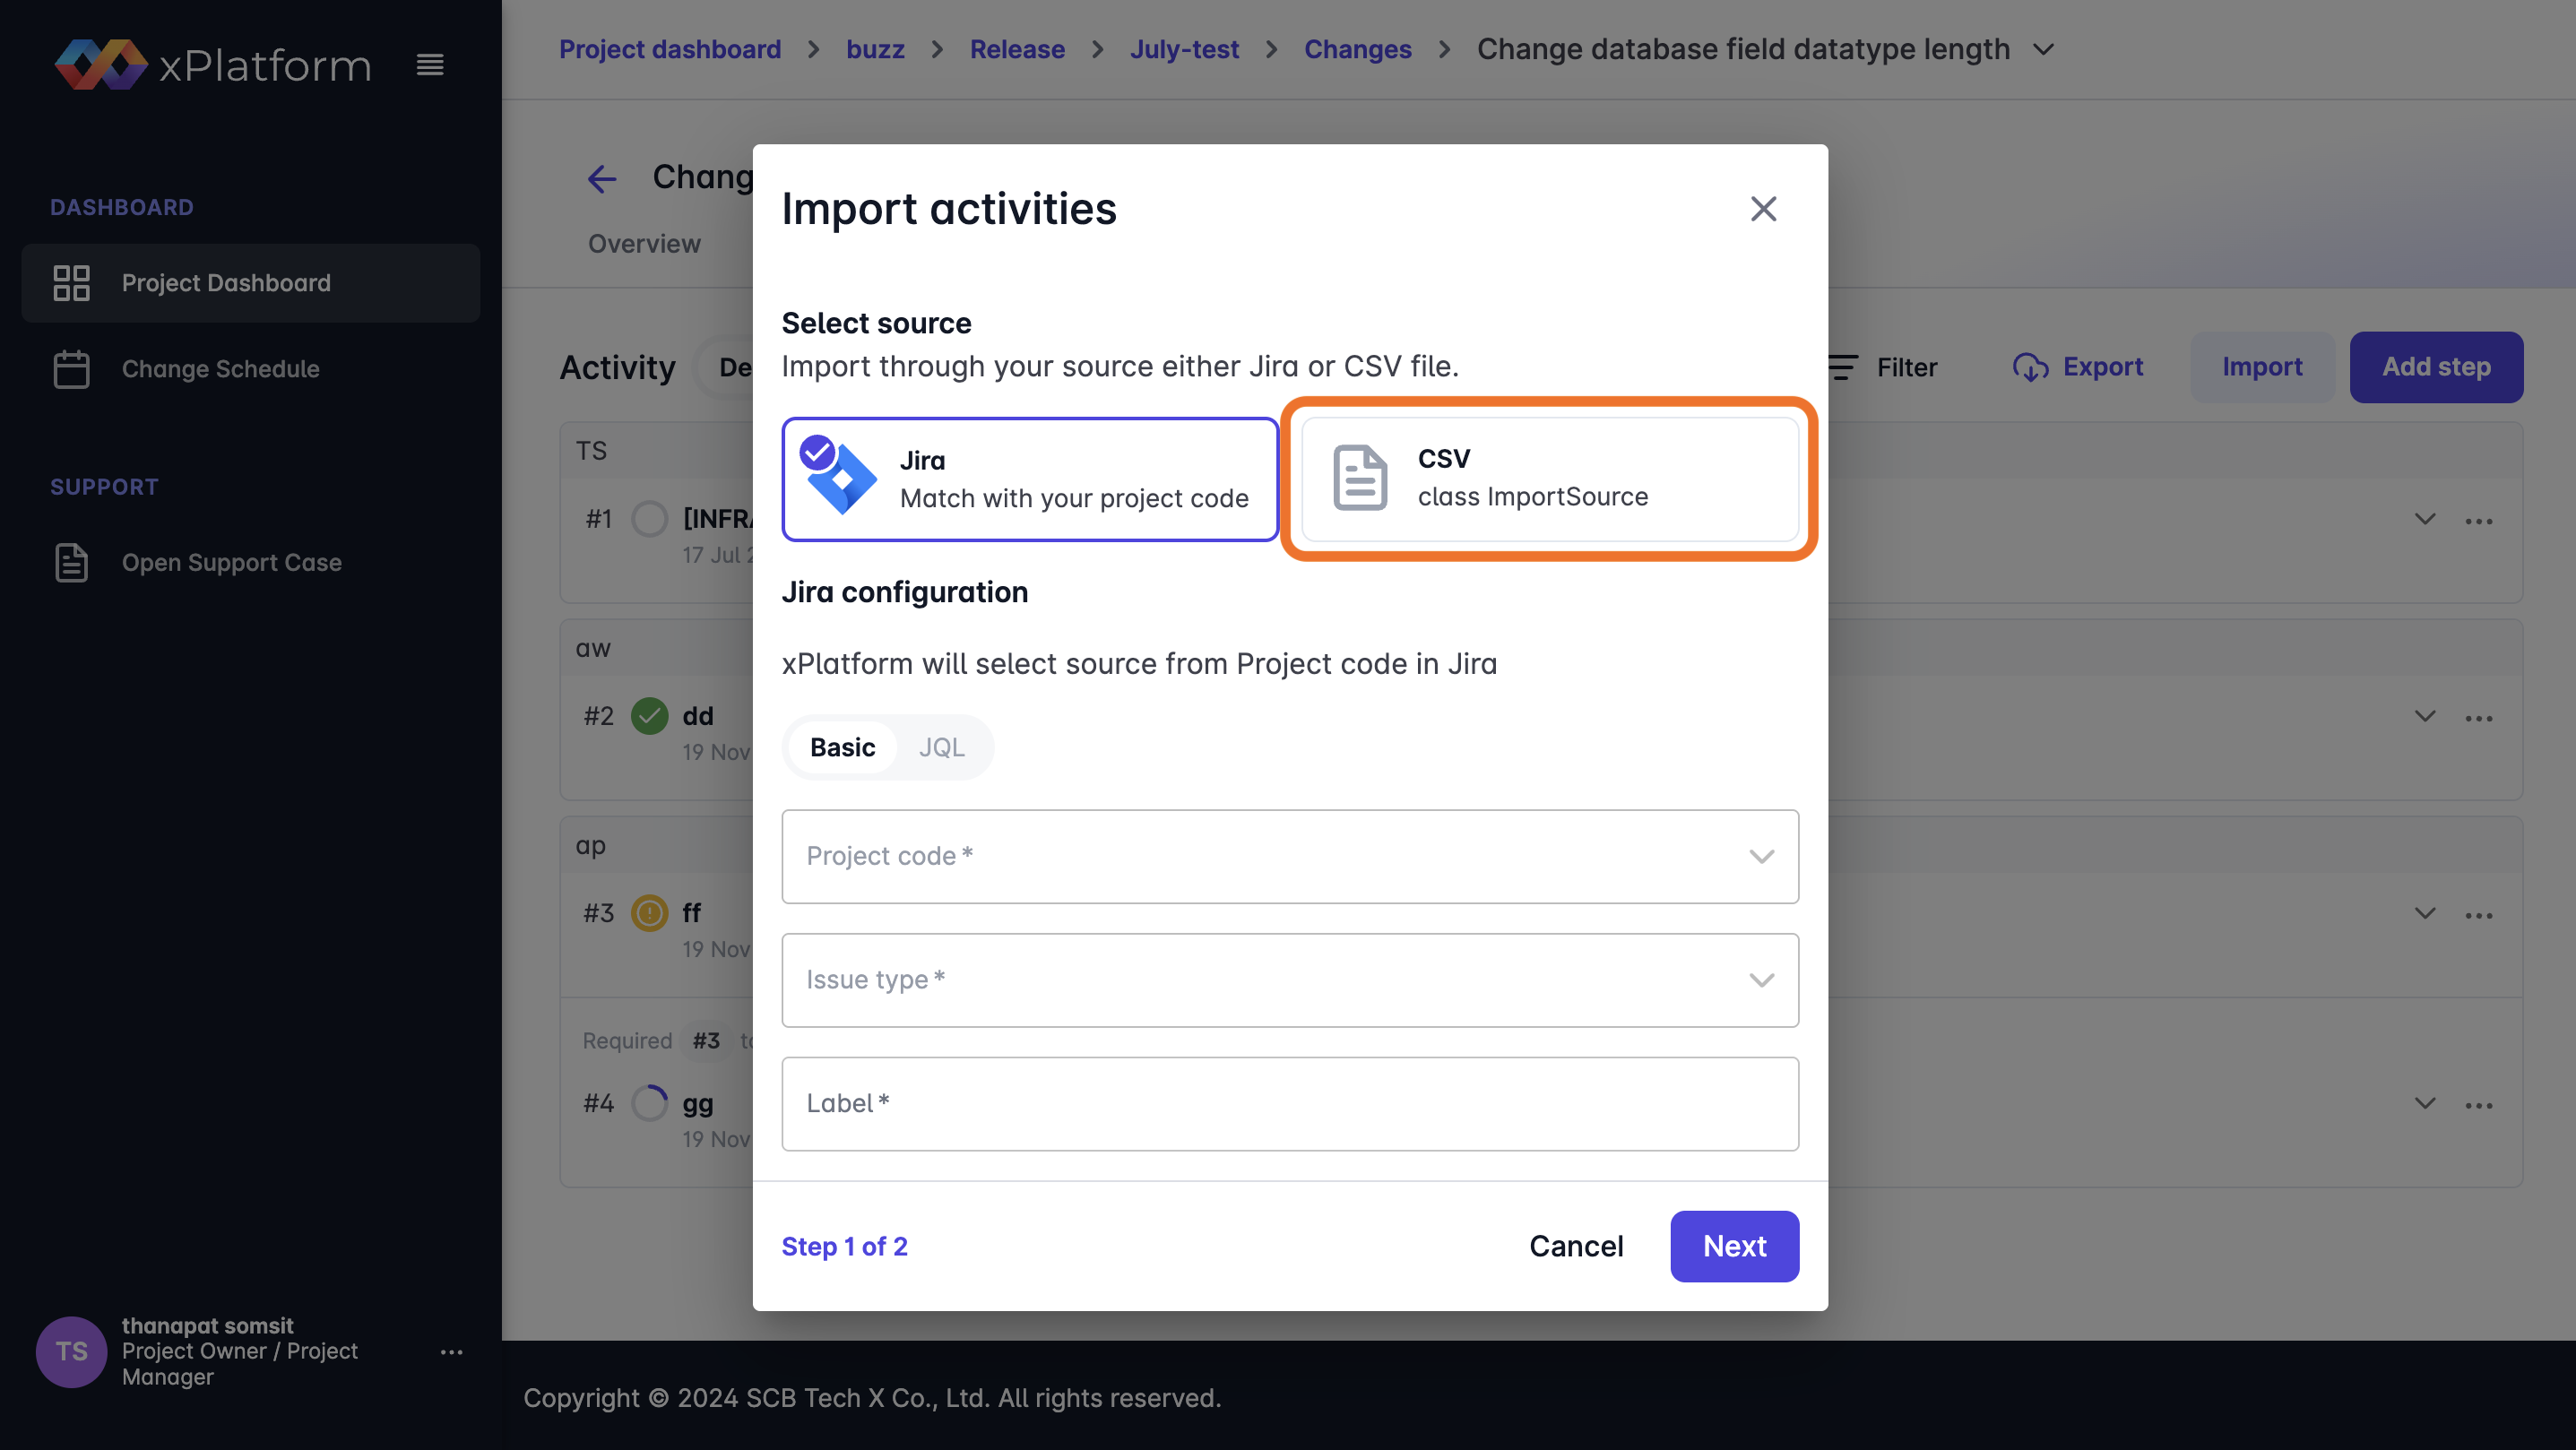 xPlatform
DASHBOARD
Project Dashboard
Change Schedule
SUPPORT
Open Support Case
TS
thanapat somsit
Project Owner / Project
Manager
Project dashboard > buzz > Release > July-test > Changes > Change database field datatype length
Overview
Activity
Filter
Export
Import
Add step
TS
#1
17 Jul
aw
#2 dd
19 Nov
ap
#3 ff
19 Nov
Required #3
#4 gg
19 Nov
Import activities
Select source
Import through your source either Jira or CSV file.
Jira
Match with your project code
CSV
class ImportSource
Jira configuration
xPlatform will select source from Project code in Jira
Basic JQL
Project code *
Issue type *
Label *
Step 1 of 2
Cancel
Next
Copyright © 2024 SCB Tech X Co., Ltd. All rights reserved.